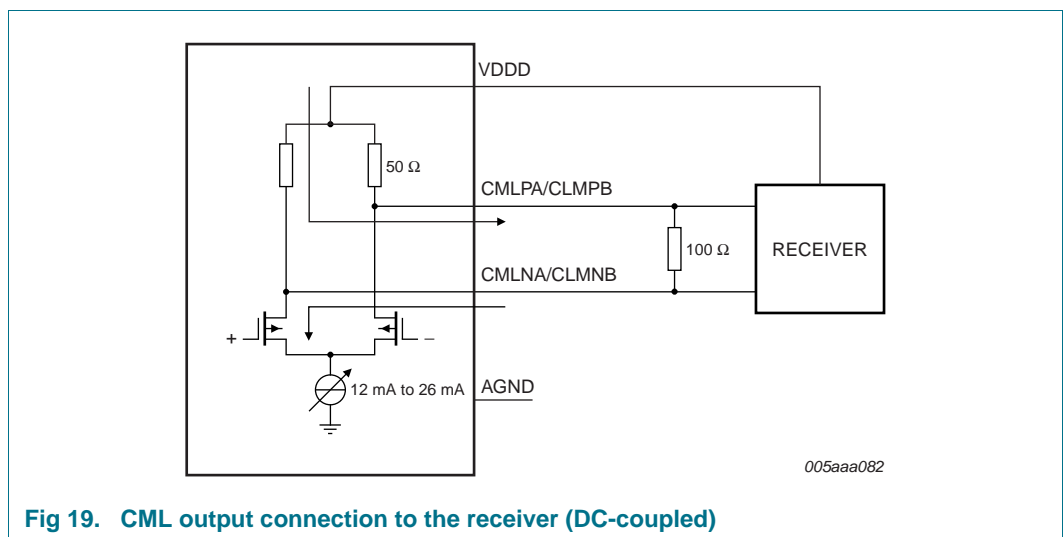 VDDD
50 Ω
CMLPA/CLMPB
100 Ω
RECEIVER
CMLNA/CLMNB
+
−
12 mA to 26 mA
AGND
005aaa082
Fig 19. CML output connection to the receiver (DC-coupled)